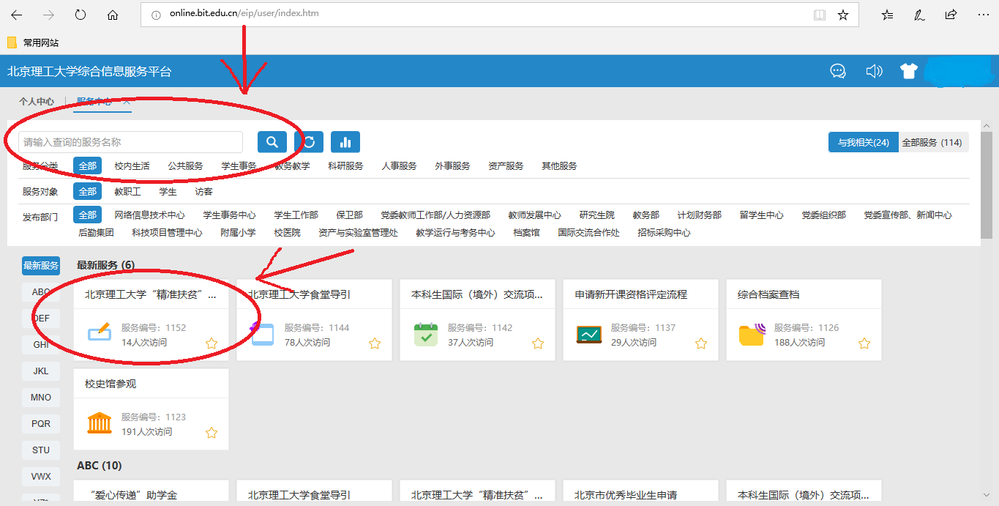 online.bit.edu.cn/eip/user/index.htm
常用网站
北京理工大学综合信息服务平台
个人中心 服务中心
请输入查询的服务名称
与我相关(24) 全部服务 (114)
服务分类 全部 校内生活 公共服务 学生事务 教务教学 科研服务 人事服务 外事服务 资产服务 其他服务
服务对象 全部 教职工 学生 访客
发布部门 全部 网络信息技术中心 学生事务中心 学生工作部 保卫部 党委教师工作部/人力资源部 教师发展中心 研究生院 教务部 计划财务部 留学生中心 党委组织部 党委宣传部、新闻中心
后勤集团 科技项目管理中心 附属小学 校医院 资产与实验室管理处 教学运行与考务中心 档案馆 国际交流合作处 招标采购中心
最新服务 最新服务 (6)
ABC
DEF
GHI
JKL
MNO
PQR
STU
VWX
北京理工大学“精准扶贫”... 北京理工大学食堂导引 本科生国际（境外）交流项... 申请新开课资格评定流程 综合档案查档
服务编号：1152 服务编号：1144 服务编号：1142 服务编号：1137 服务编号：1126
14人次访问 78人次访问 37人次访问 29人次访问 188人次访问
校史馆参观
服务编号：1123
191人次访问
ABC (10)
“爱心传递”助学金 北京理工大学食堂导引 北京理工大学“精准扶贫”... 北京市优秀毕业生申请 本科生国际（境外）交流项...